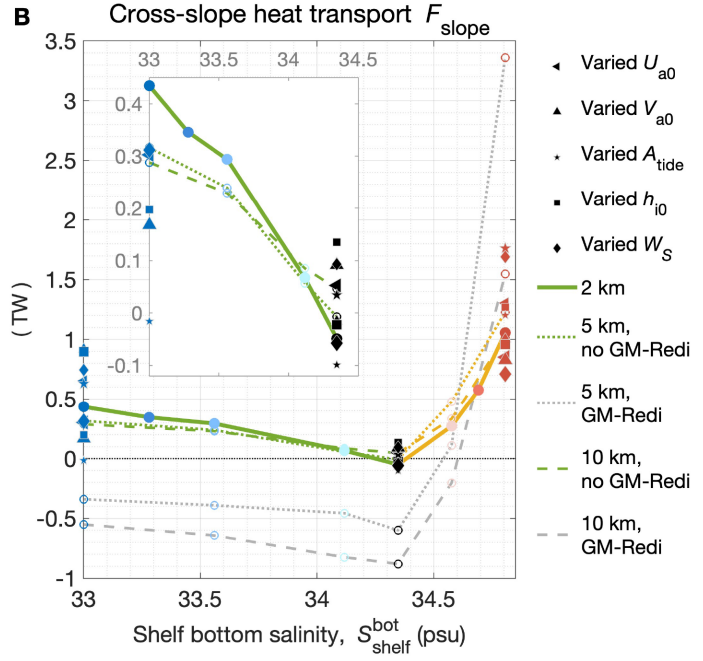 B
Cross-slope heat transport F_slope
3.5
3
2.5
2
1.5
1
0.5
0
-0.5
-1
(TW)
33 33.5 34 34.5
0.4
0.3
0.2
0.1
0
-0.1
33 33.5 34 34.5
Shelf bottom salinity, S^bot_shelf (psu)
Varied U_a0
Varied V_a0
Varied A_tide
Varied h_i0
Varied W_S
2 km
5 km,
no GM-Redi
5 km,
GM-Redi
10 km,
no GM-Redi
10 km,
GM-Redi